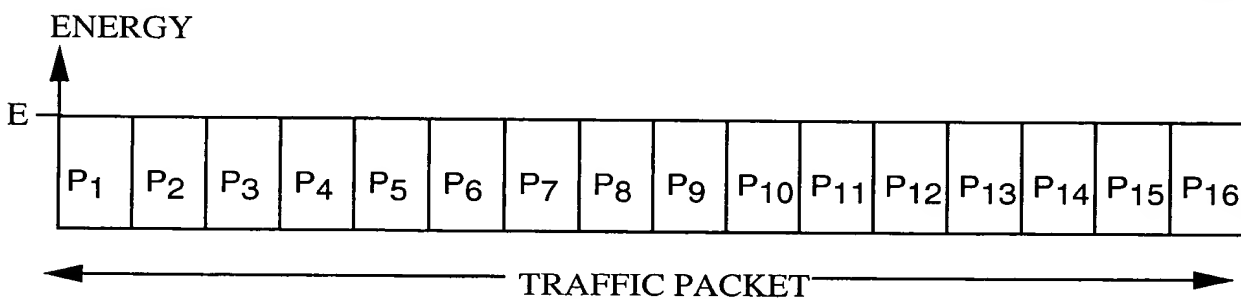 ENERGY
E
P1 P2 P3 P4 P5 P6 P7 P8 P9 P10 P11 P12 P13 P14 P15 P16
TRAFFIC PACKET